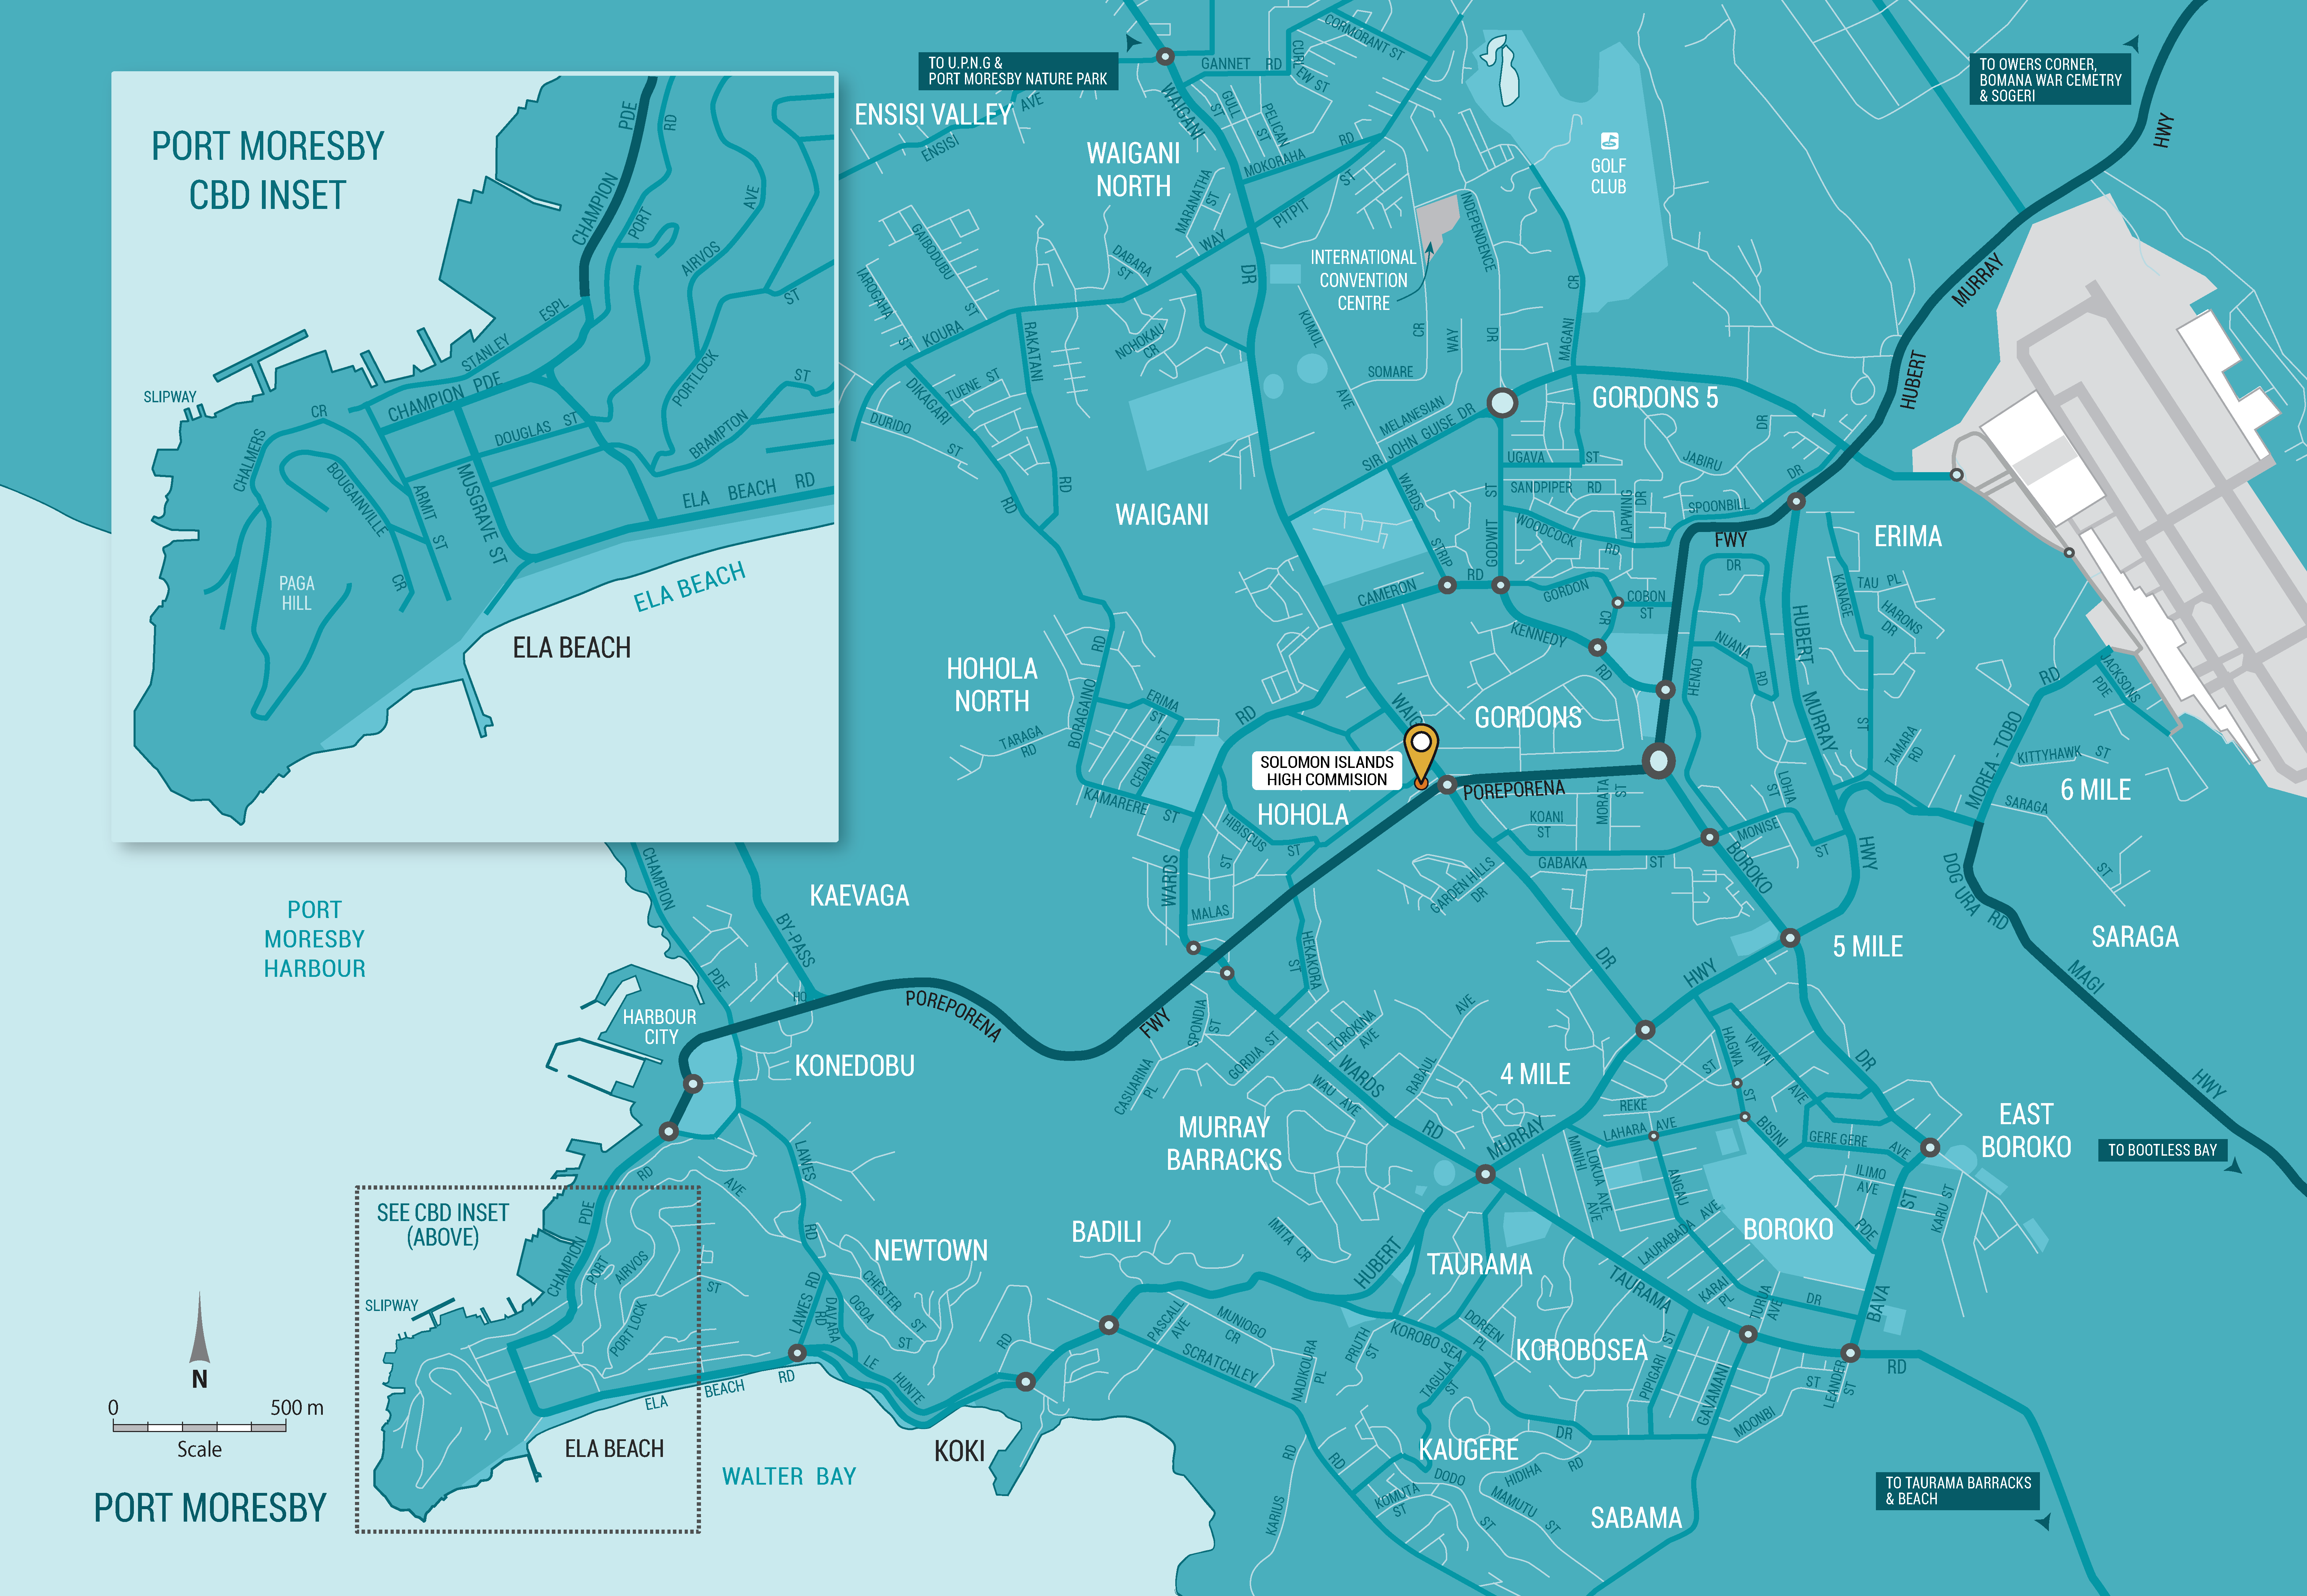 PORT MORESBY
CBD INSET
CHAMPION
PDE
PORT
RD
AIRVOS
AVE
STANLEY
ESPL
ST
SLIPWAY
CHAMPION PDE
CHALMERS
CR
DOUGLAS ST
PORTLOCK
BRAMPTON
ST
BOUGAINVILLE
CR
ARMIT
ST
MUSGRAVE ST
ELA BEACH RD
PAGA
HILL
ELA BEACH
ELA BEACH
TO U.P.N.G &
PORT MORESBY NATURE PARK
ENSISI VALLEY
ENSISI
AVE
WAIGANI
NORTH
WAIGANI
DR
GANNET RD
CURLEW ST
CORMORANT ST
GULL
ST
PELICAN
ST
MOKORAHA
RD
MARANATHA
ST
PITPIT
ST
WAY
DABARA
ST
GAIBODUBU
ST
IAROGAHA
ST
KOURA
RAKATANI
RD
NOHOKAU
CR
TUENE ST
DIKAGARI
RD
DURIDO
ST
INTERNATIONAL
CONVENTION
CENTRE
INDEPENDENCE
DR
GOLF
CLUB
TO OWERS CORNER,
BOMANA WAR CEMETRY
& SOGERI
HWY
MURRAY
HUBERT
KUMUL
AVE
CR
WAY
SOMARE
MAGANI
CR
MELANESIAN
SIR JOHN GUISE DR
GORDONS 5
WAIGANI
WARDS
STRIP
UGAVA ST
SANDPIPER RD
GODWIT
ST
WOODCOCK
RD
LAPWING
DR
JABIRU
DR
SPOONBILL
DR
FWY
DR
ERIMA
CAMERON
RD
GORDON
CR
COBON
ST
KENNEDY
RD
HENAO
NUANA
RD
HUBERT
MURRAY
HWY
KANAGE
ST
TAU PL
HARONS
DR
TAMARA
RD
HOHOLA
NORTH
TARAGA
RD
BORAGAINO
RD
ERIMA
ST
CEDAR
ST
KAMARERE
ST
RD
GORDONS
SOLOMON ISLANDS
HIGH COMMISION
POREPORENA
HOHOLA
HIBISCUS
ST
ST
WARDS
MALAS
KOANI
ST
MORATA
ST
GABAKA ST
GARDEN HILLS
DR
LOHIA
ST
MONISE
ST
BOROKO
MOREA - TOBO
RD
JACKSONS
PDE
KITTYHAWK ST
6 MILE
SARAGA
ST
DOGURA RD
SARAGA
MAGI
HWY
5 MILE
PORT
MORESBY
HARBOUR
KAEVAGA
CHAMPION
PDE
BY-PASS
HARBOUR
CITY
POREPORENA
FWY
KONEDOBU
HEKAKORA
ST
SPONDIA
ST
CASUARINA
PL
GORDIA ST
TOROKINA
AVE
AVE
RABAUL
WAU AVE
WARDS
RD
DR
HWY
4 MILE
MURRAY
MURRAY
BARRACKS
HAGWA
ST
VAIVAI
AVE
ST
REKE
LAHARA AVE
BISINI
PDE
GEREGERE
AVE
ILIMO
AVE
DR
EAST
BOROKO
TO BOOTLESS BAY
MINIHI
AVE
LOKUA AVE
ANGAU
DR
LAURABADA AVE
BOROKO
KARU ST
BAVA
ST
SEE CBD INSET
(ABOVE)
CHAMPION
PDE
PORT
RD
AIRVOS
AVE
PORTLOCK
ST
SLIPWAY
LAWES
RD
NEWTOWN
BADILI
IMITA CR
HUBERT
TAURAMA
TAURAMA
KARAI
PL
TURUA
AVE
CHESTER
ST
OGOA
ST
LAWES RD
DAVARA
RD
LE
HUNTE
RD
PASCALL
AVE
MUNIOGO
CR
SCRATCHLEY
RD
NADIKOURA
PL
PRUTH
ST
KOROBO SEA
DR
DOREEN
PL
TAGULA
ST
KOROBOSEA
PIPIGARI ST
GAVAMANI
MOONBI
ST
LEANDER
ST
RD
N
0
500 m
Scale
ELA BEACH RD
ELA BEACH
KOKI
WALTER BAY
KAUGERE
KARIUS
RD
KOMUTA
ST
DODO
ST
HIDIHA
RD
MAMUTU
ST
SABAMA
TO TAURAMA BARRACKS
& BEACH
PORT MORESBY